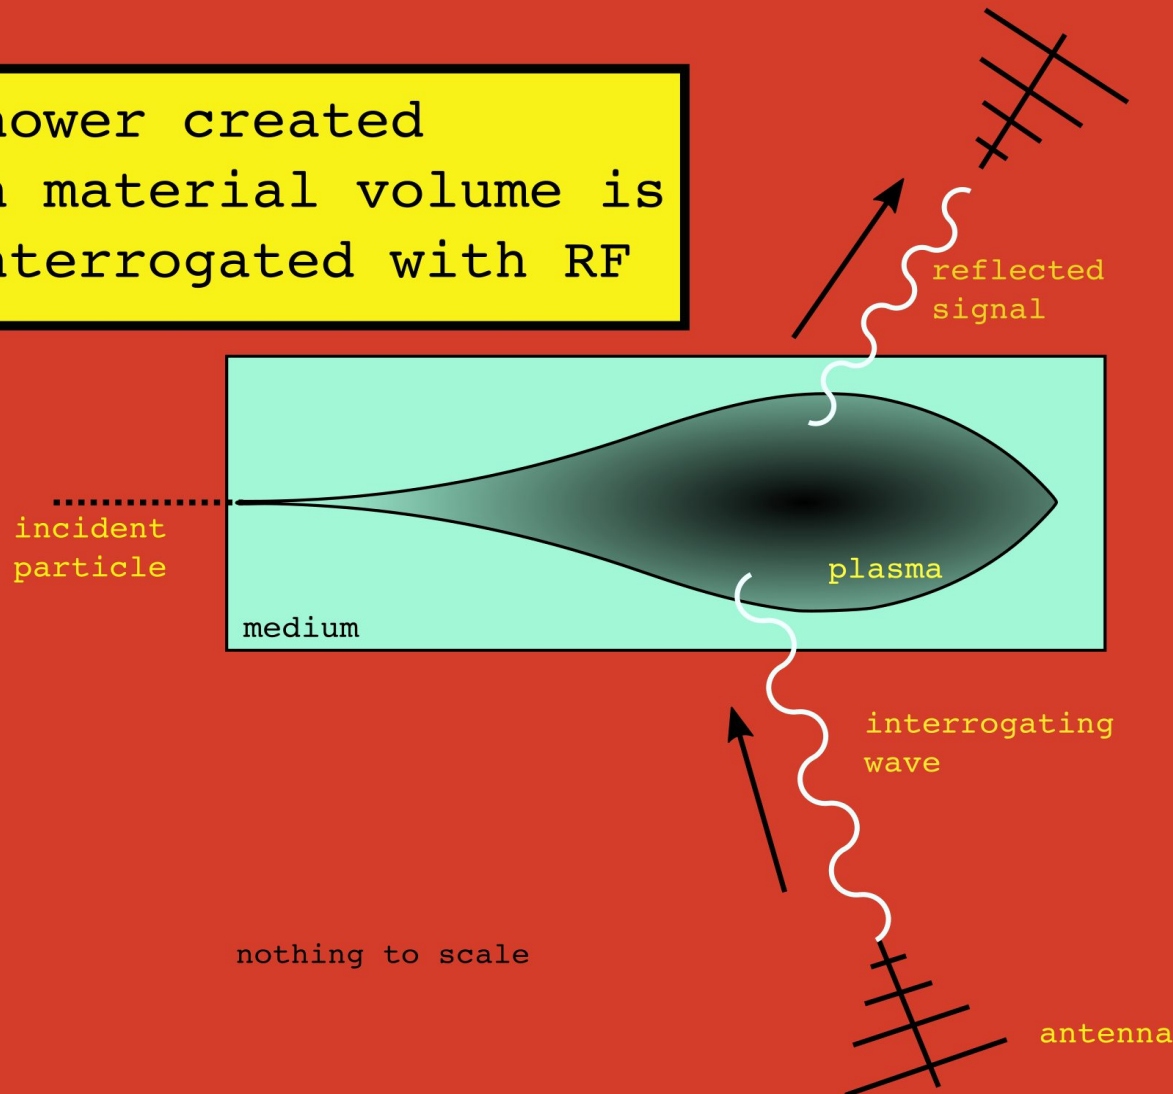 hower created
n material volume is
nterrogated with RF
reflected
signal
incident
particle
plasma
medium
interrogating
wave
nothing to scale
antenna